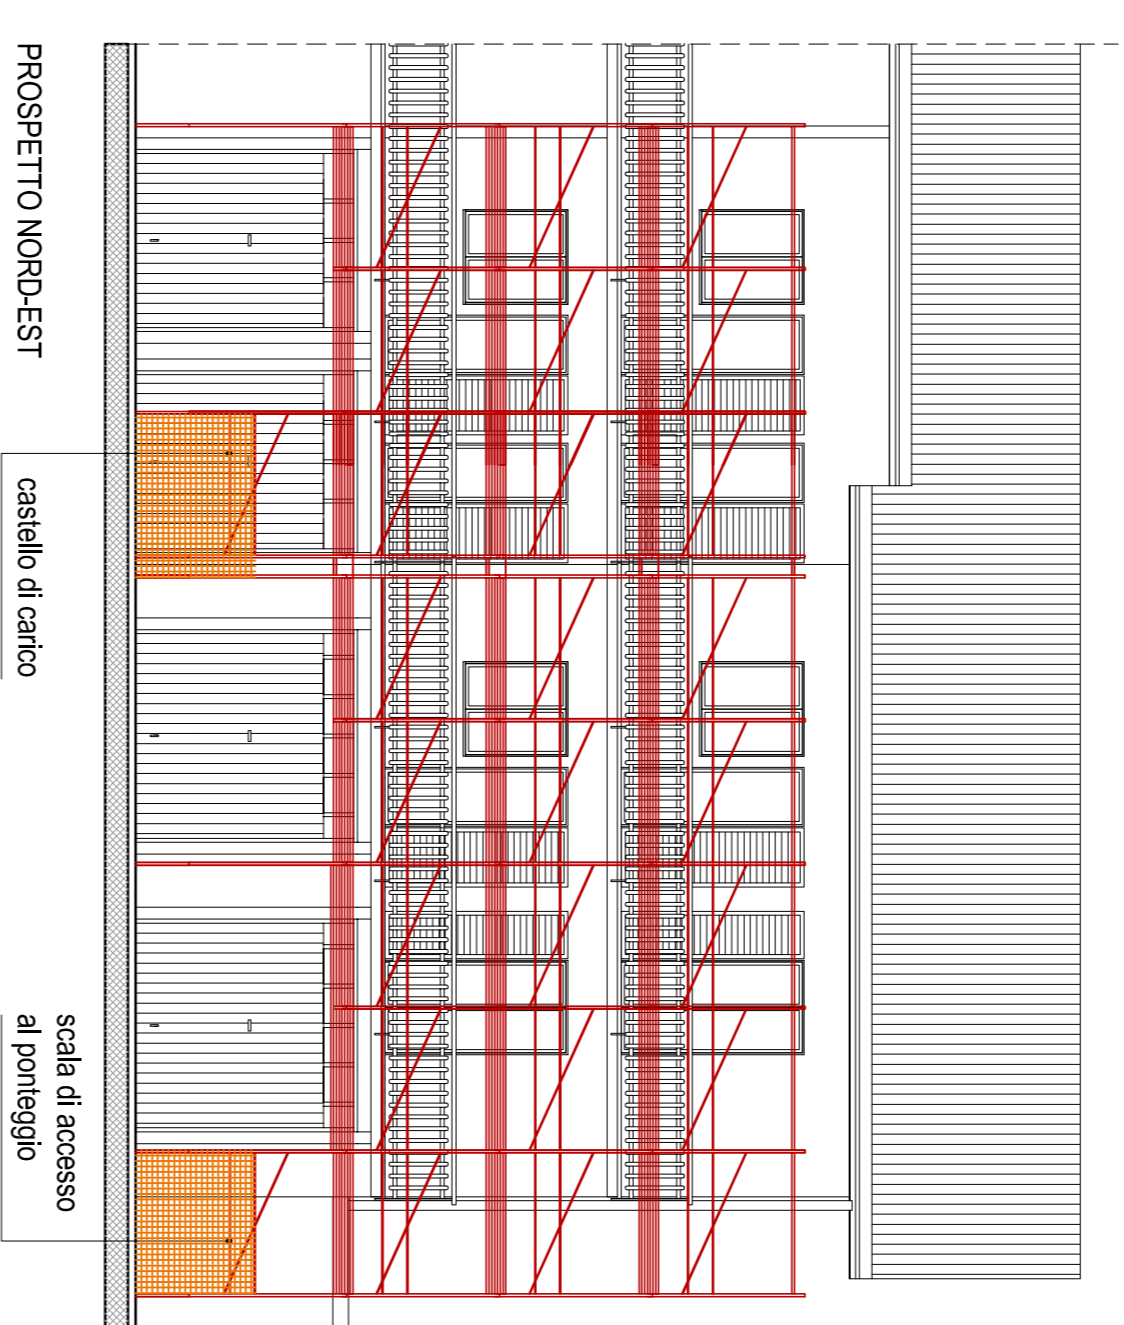 PROSPETTO NORD-EST
castello di carico
scala di accesso
al ponteggio